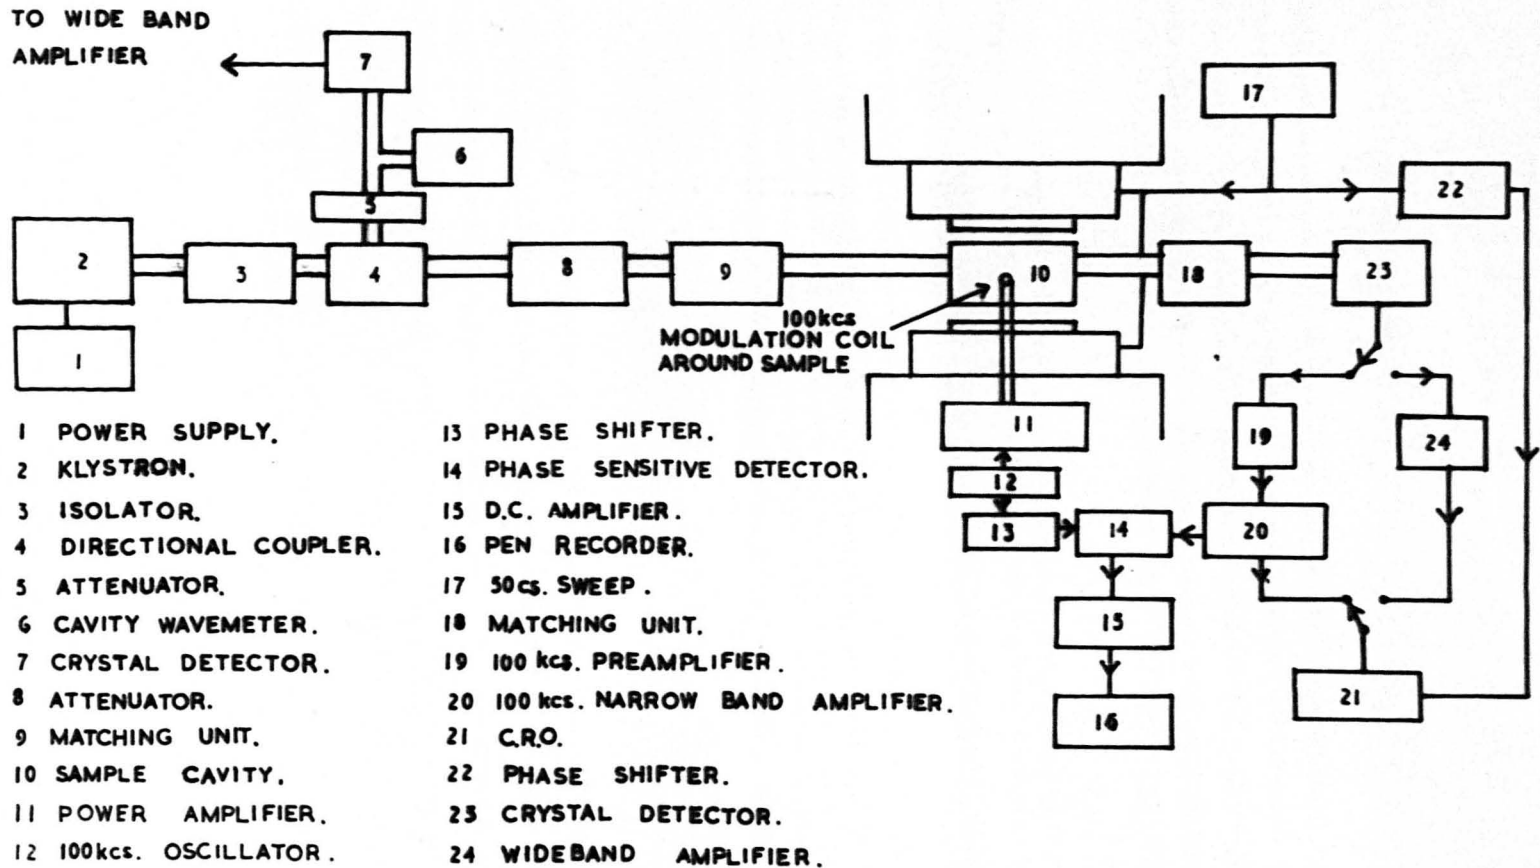 TO WIDE BAND
AMPLIFIER
7
17
6
22
5
2
3
4
8
9
10
18
23
100kcs
MODULATION COIL
AROUND SAMPLE
1
11
19
24
12
13
14
20
15
21
16
1 POWER SUPPLY.
2 KLYSTRON.
3 ISOLATOR.
4 DIRECTIONAL COUPLER.
5 ATTENUATOR.
6 CAVITY WAVEMETER.
7 CRYSTAL DETECTOR.
8 ATTENUATOR.
9 MATCHING UNIT.
10 SAMPLE CAVITY.
11 POWER AMPLIFIER.
12 100kcs. OSCILLATOR.
13 PHASE SHIFTER.
14 PHASE SENSITIVE DETECTOR.
15 D.C. AMPLIFIER.
16 PEN RECORDER.
17 50cs. SWEEP.
18 MATCHING UNIT.
19 100 kcs. PREAMPLIFIER.
20 100 kcs. NARROW BAND AMPLIFIER.
21 C.R.O.
22 PHASE SHIFTER.
23 CRYSTAL DETECTOR.
24 WIDEBAND AMPLIFIER.